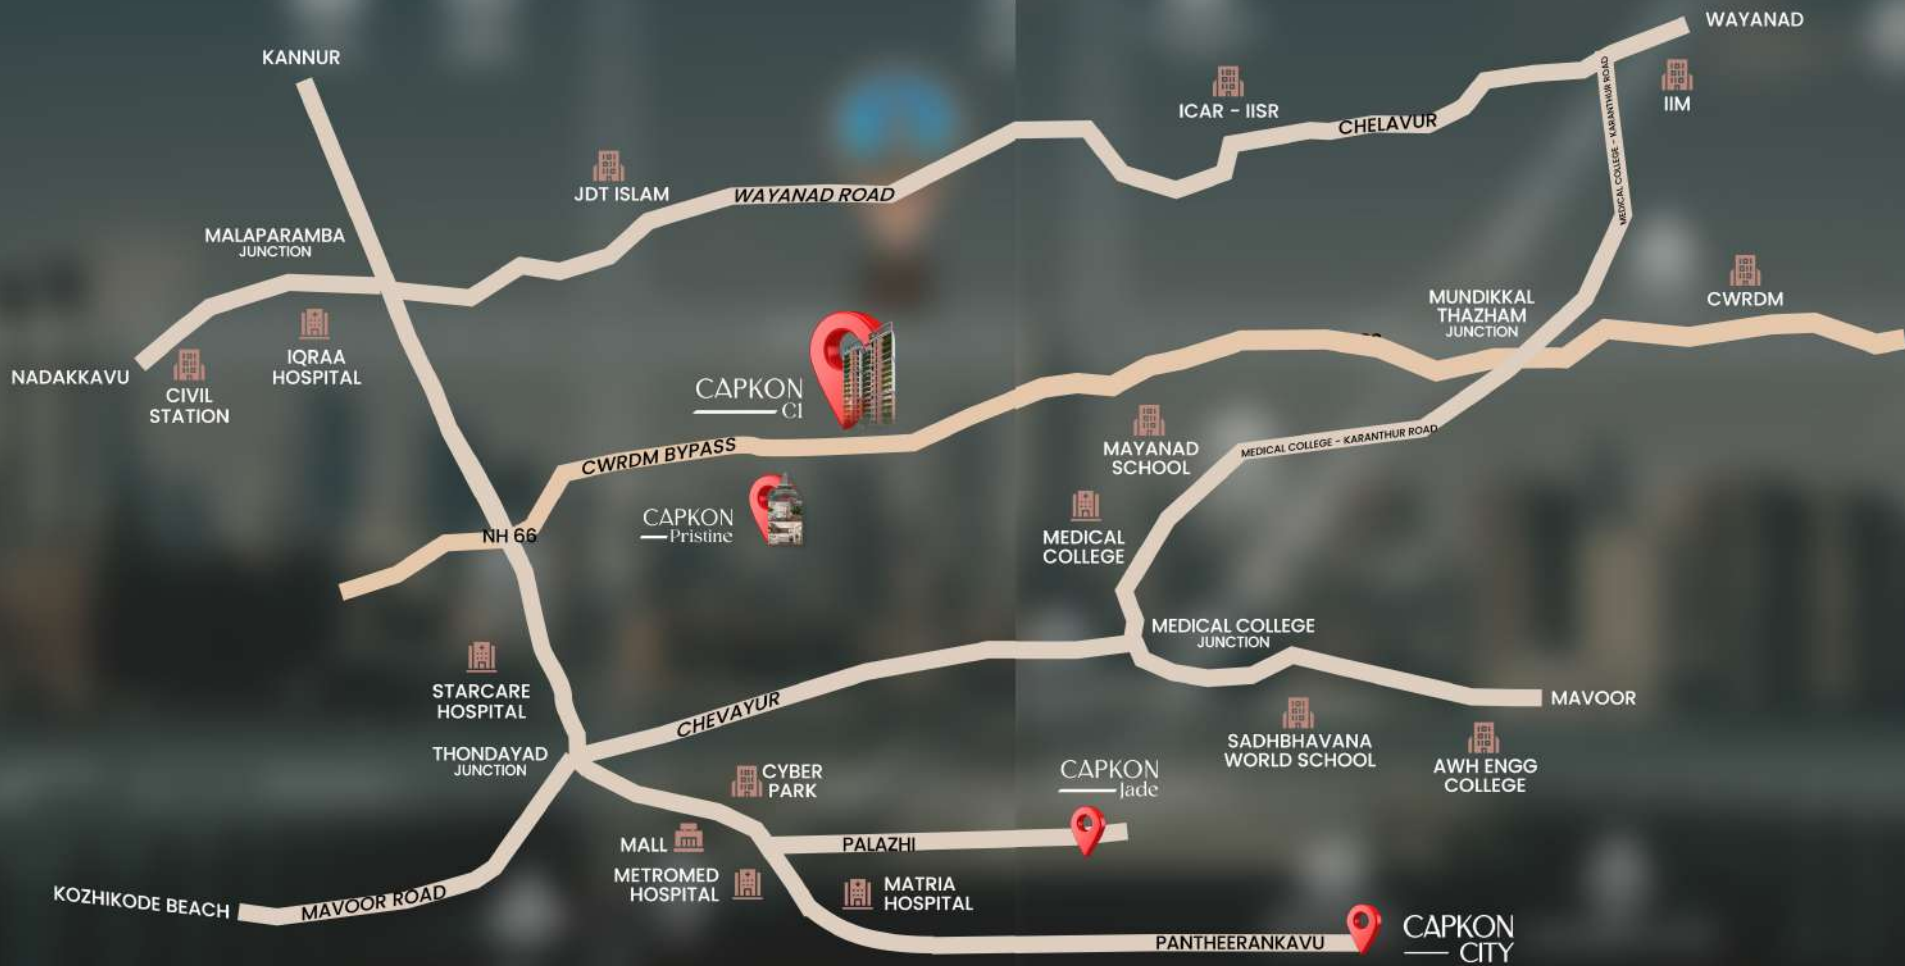 WAYANAD
KANNUR
MEDICAL COLLEGE - KARANTHUR ROAD
IIM
ICAR - IISR
CHELAVUR
JDT ISLAM
WAYANAD ROAD
MALAPARAMBA
JUNCTION
CWRDM
MUNDIKKAL
THAZHAM
JUNCTION
IQRAA
HOSPITAL
NADAKKAVU
CIVIL
STATION
CAPKON
C1
MAYANAD
SCHOOL
MEDICAL COLLEGE - KARANTHUR ROAD
CWRDM BYPASS
CAPKON
Pristine
NH 66
MEDICAL
COLLEGE
MEDICAL COLLEGE
JUNCTION
STARCARE
HOSPITAL
CHEVAYUR
MAVOOR
THONDAYAD
JUNCTION
SADHBHAVANA
WORLD SCHOOL
AWH ENGG
COLLEGE
CYBER
PARK
CAPKON
Jade
MALL
PALAZHI
METROMED
HOSPITAL
MATRIA
HOSPITAL
KOZHIKODE BEACH
MAVOOR ROAD
PANTHEERANKAVU
CAPKON
CITY